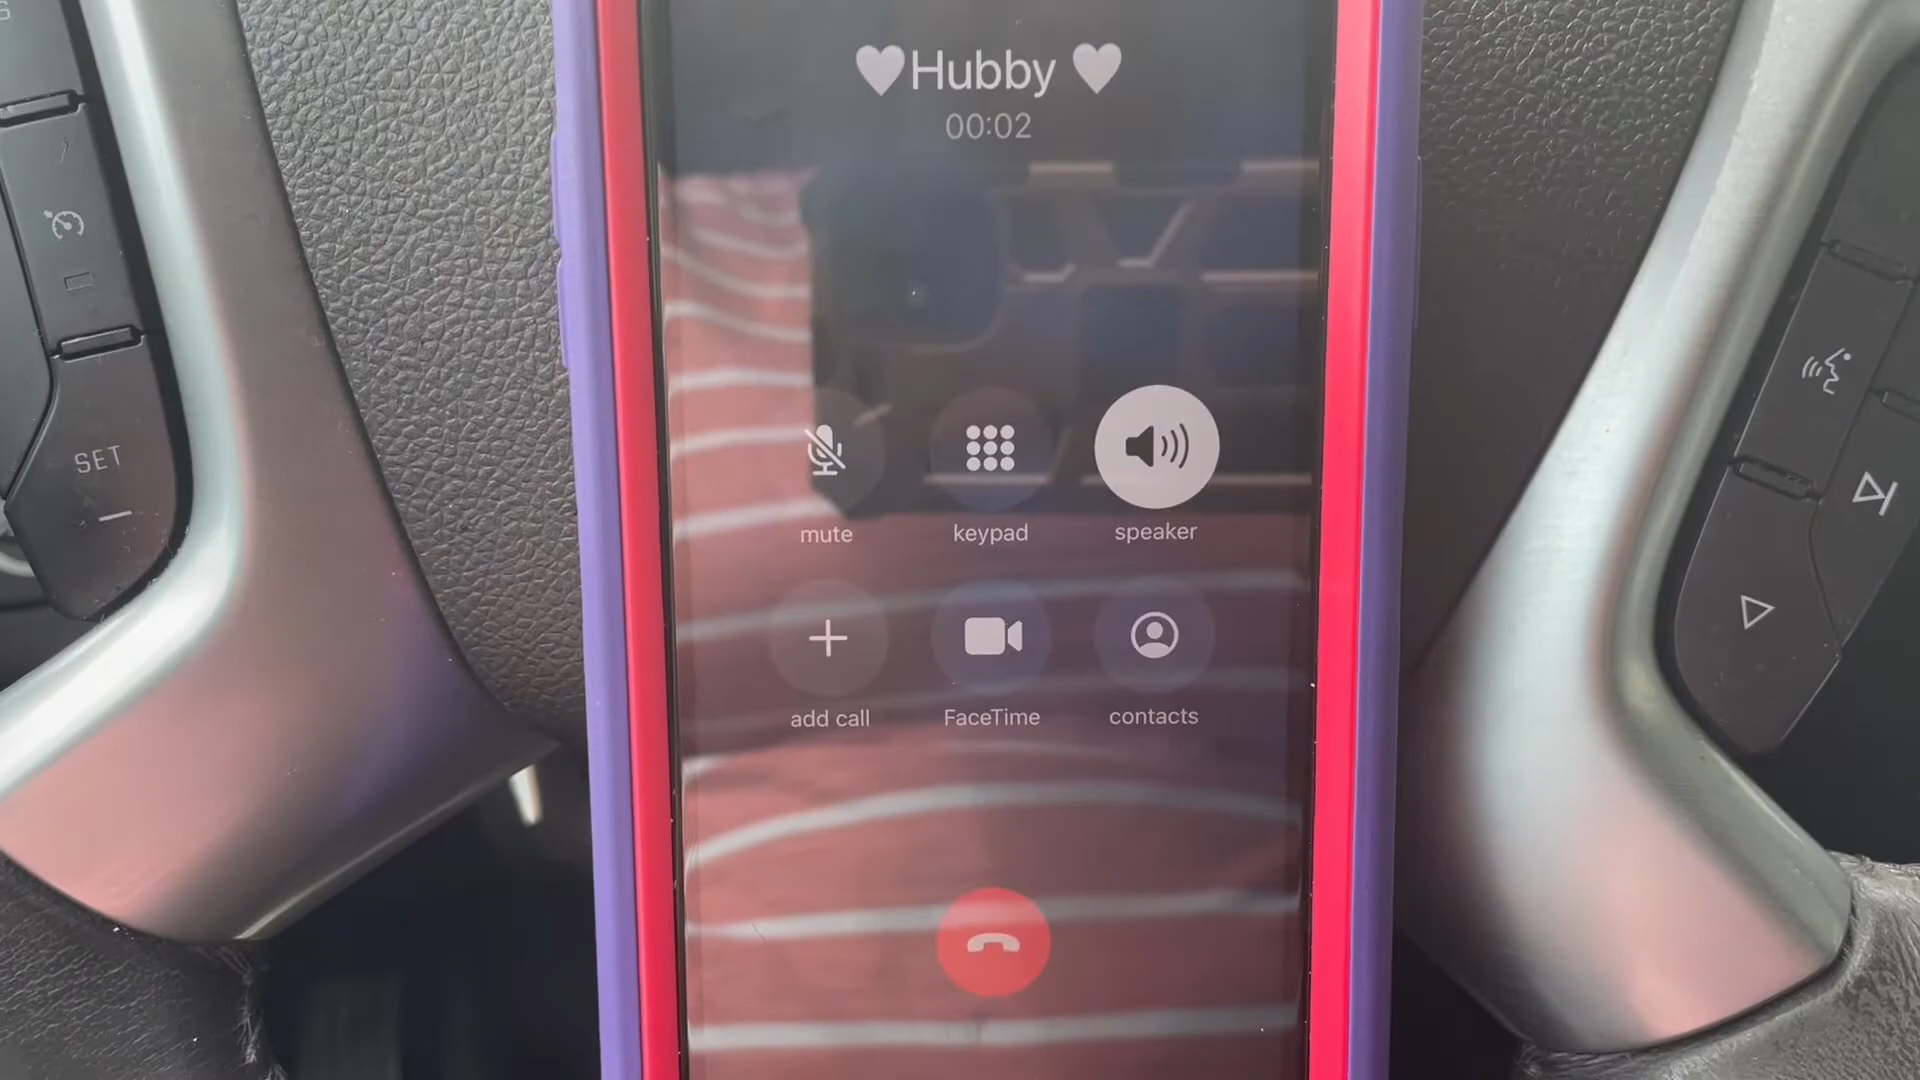 ♥Hubby ♥
00:02
mute keypad speaker
add call FaceTime contacts
SET